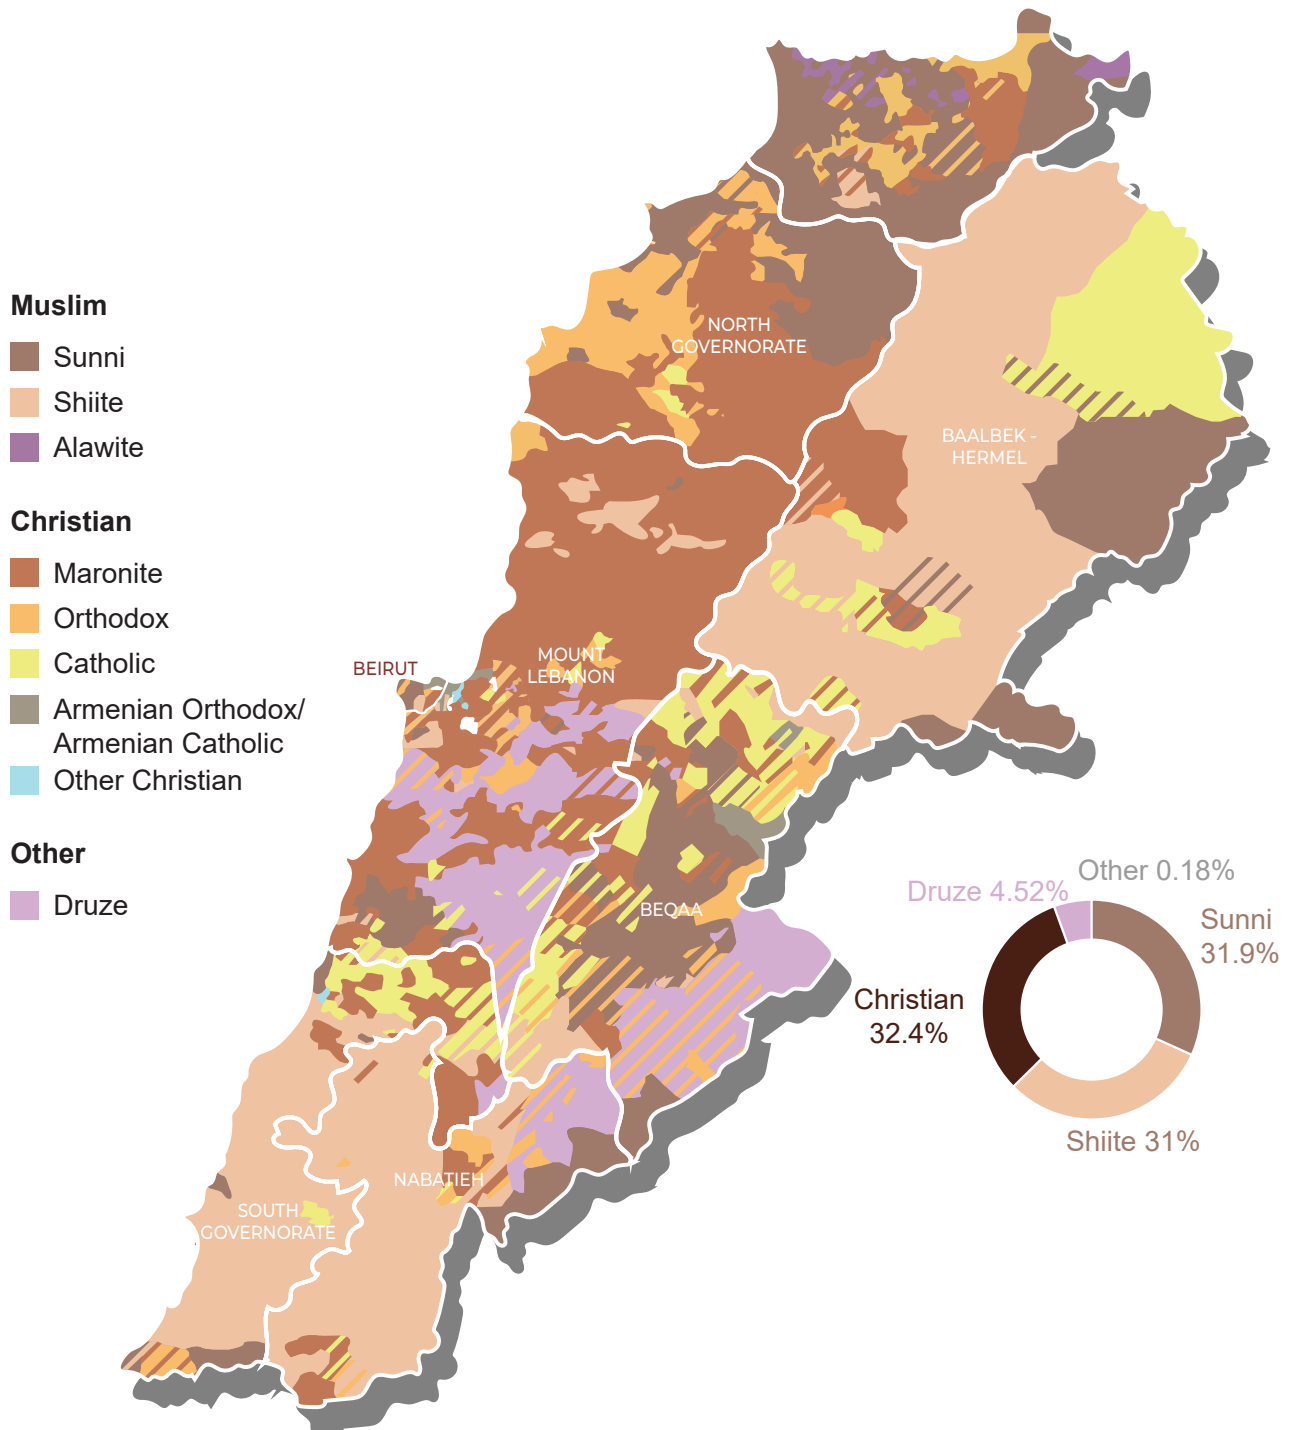 Muslim
Sunni
Shiite
Alawite
Christian
Maronite
Orthodox
Catholic
Armenian Orthodox/
Armenian Catholic
Other Christian
Other
Druze
NORTH
GOVERNORATE
BAALBEK -
HERMEL
BEIRUT
MOUNT
LEBANON
BEQAA
NABATIEH
SOUTH
GOVERNORATE
Other 0.18%
Druze 4.52%
Sunni
31.9%
Christian
32.4%
Shiite 31%